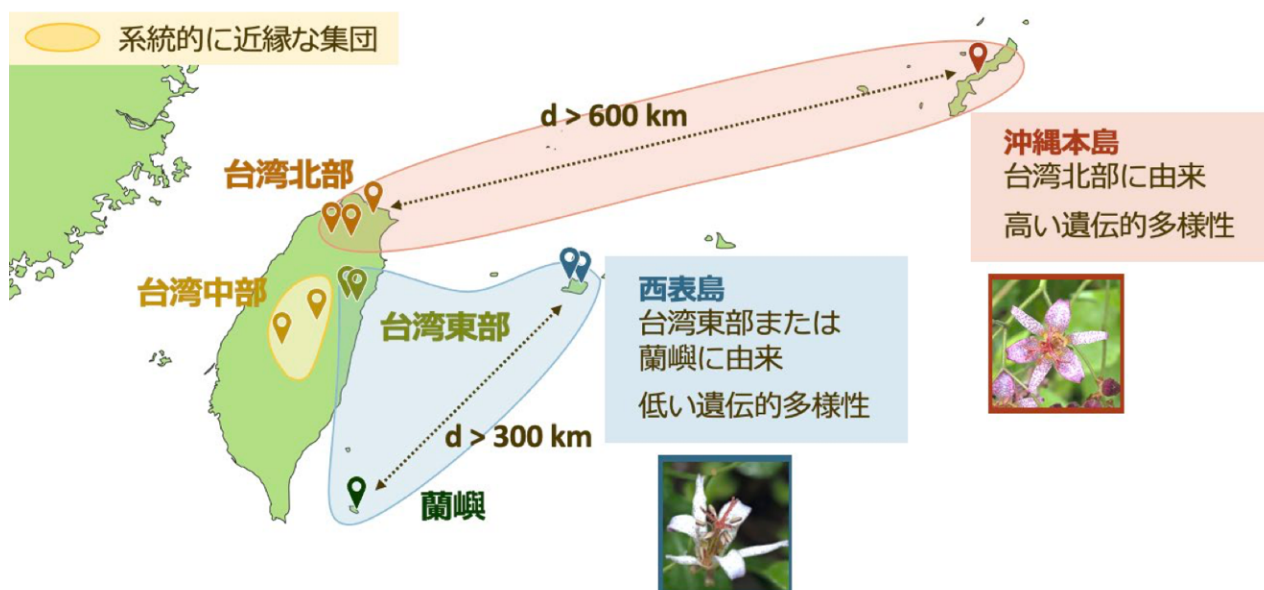 系統的に近縁な集団
d > 600 km
沖縄本島
台湾北部に由来
高い遺伝的多様性
台湾北部
台湾中部
台湾東部
西表島
台湾東部または
蘭嶼に由来
低い遺伝的多様性
d > 300 km
蘭嶼